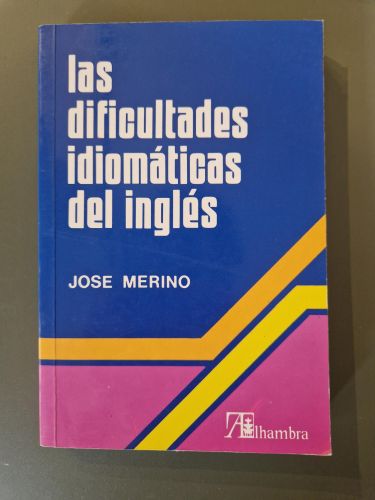 las
dificultades
idiomáticas
del inglés
JOSE MERINO
Alhambra